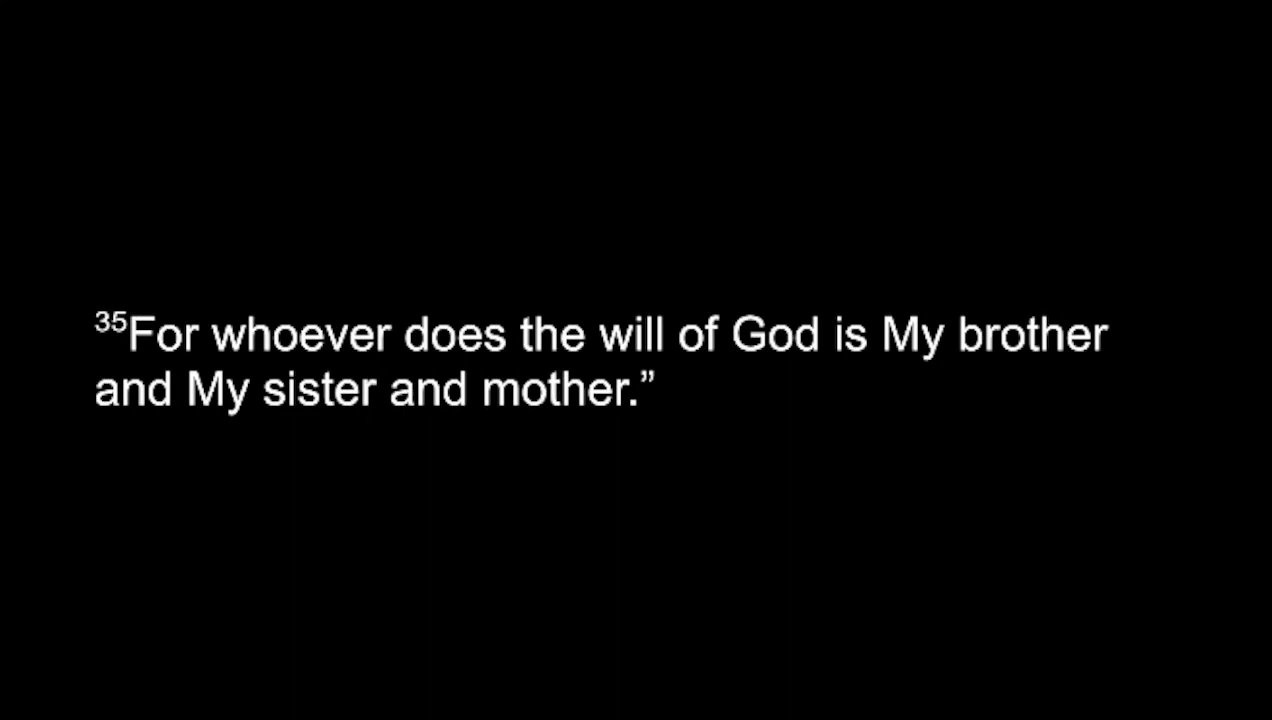 ³⁵For whoever does the will of God is My brother
and My sister and mother.”